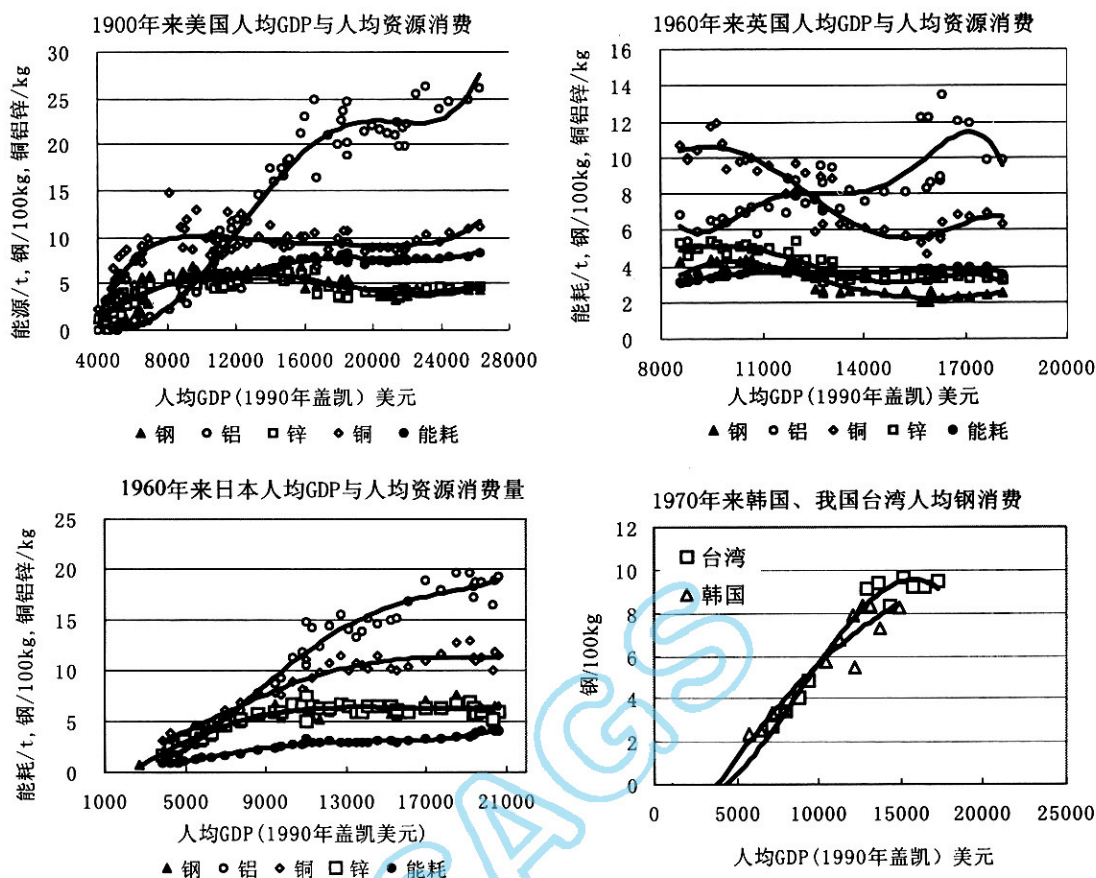 1900年来美国人均GDP与人均资源消费
能源/t, 钢/100kg, 铜铝锌/kg
30
25
20
15
10
5
0
4000 8000 12000 16000 20000 24000 28000
人均GDP(1990年盖凯)美元
▲钢 ○铝 □锌 ◇铜 ●能耗
1960年来英国人均GDP与人均资源消费
能耗/t, 钢/100kg, 铜铝锌/kg
16
14
12
10
8
6
4
2
0
8000 11000 14000 17000 20000
人均GDP(1990年盖凯)美元
▲钢 ○铝 ◇铜 □锌 ●能耗
1960年来日本人均GDP与人均资源消费量
能耗/t, 钢/100kg, 铜铝锌/kg
25
20
15
10
5
0
1000 5000 9000 13000 17000 21000
人均GDP(1990年盖凯美元)
▲钢 ○铝 ◇铜 □锌 ●能耗
1970年来韩国、我国台湾人均钢消费
钢/100kg
12
10
8
6
4
2
0
□台湾
△韩国
0 5000 10000 15000 20000 25000
人均GDP(1990年盖凯)美元
CAGS